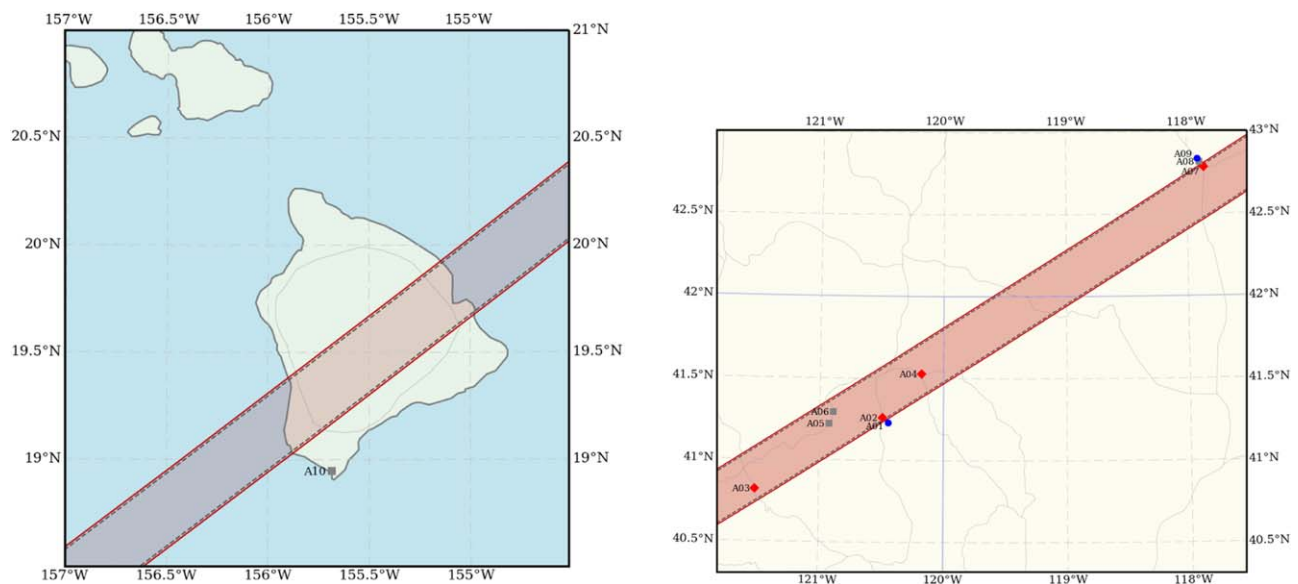 157°W 156.5°W 156°W 155.5°W 155°W
21°N
20.5°N 20.5°N
20°N 20°N
19.5°N 19.5°N
19°N 19°N
A10
157°W 156.5°W 156°W 155.5°W 155°W
121°W 120°W 119°W 118°W
43°N
A09
A08
A07
42.5°N 42.5°N
42°N 42°N
41.5°N 41.5°N
A04
A06
A02
A05 A01
41°N 41°N
A03
40.5°N 40.5°N
121°W 120°W 119°W 118°W